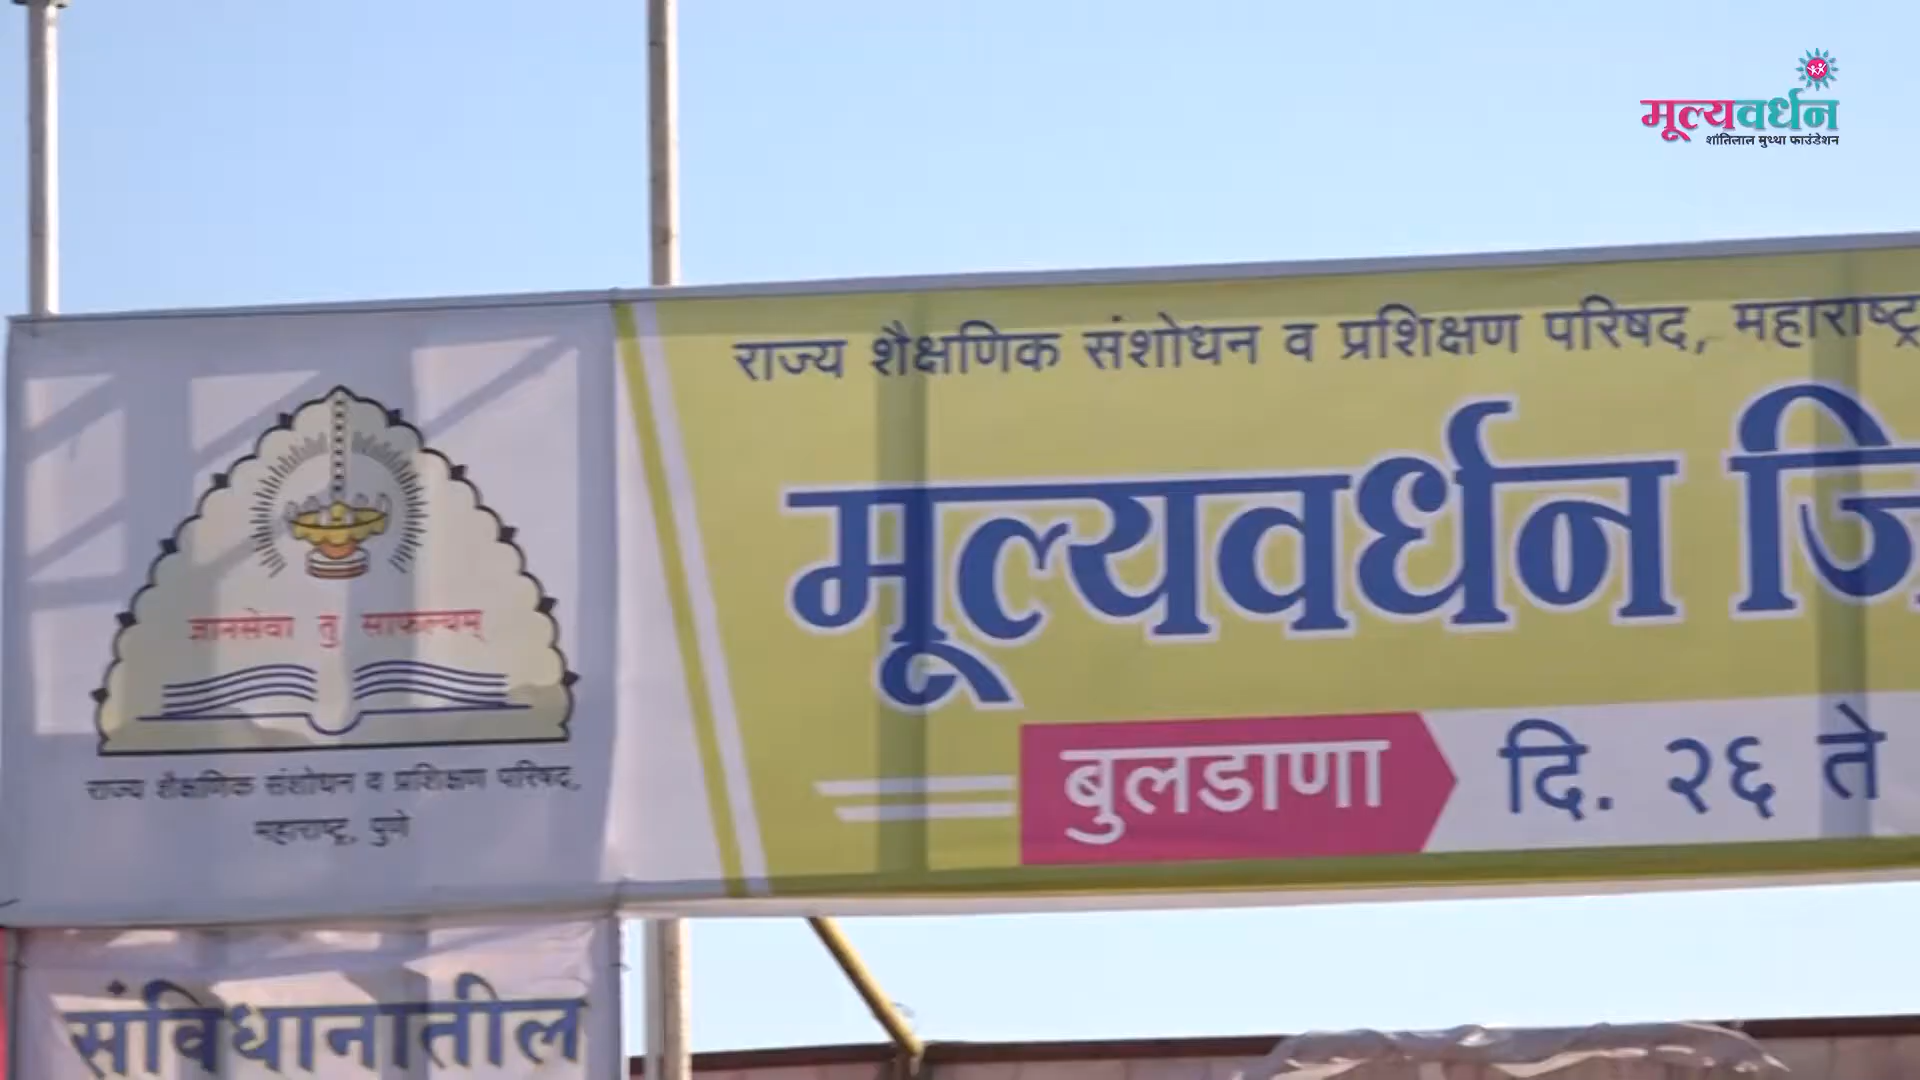 मूल्यवर्धन
शांतिलाल मुथ्था फाउंडेशन
राज्य शैक्षणिक संशोधन व प्रशिक्षण परिषद, महाराष्ट्र
मूल्यवर्धन जि
बुलडाणा दि. २६ ते
ज्ञानसेवा तु साफल्यम्
राज्य शैक्षणिक संशोधन व प्रशिक्षण परिषद,
महाराष्ट्र, पुणे
संविधानातील